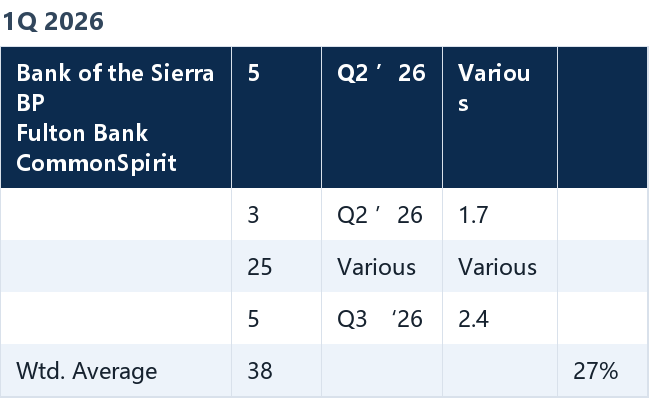 1Q 2026
Bank of the Sierra 5 Q2 ’ 26 Variou
BP s
Fulton Bank
CommonSpirit
3 Q2 ’ 26 1.7
25 Various Various
5 Q3 ‘26 2.4
Wtd. Average 38 27%